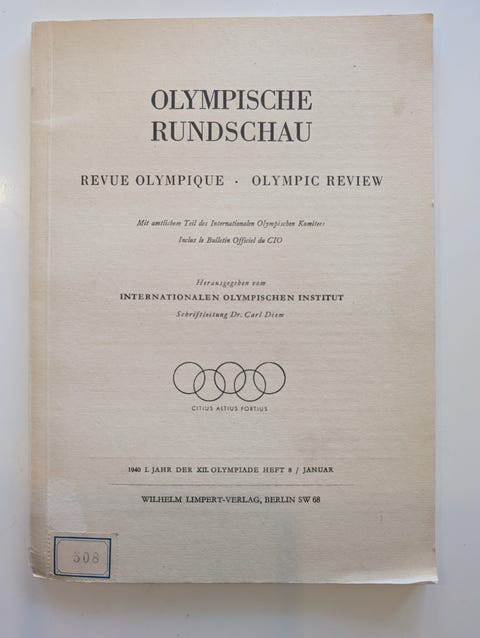 OLYMPISCHE
RUNDSCHAU
REVUE OLYMPIQUE · OLYMPIC REVIEW
Mit amtlichem Teil des Internationalen Olympischen Komitees
Inclus le Bulletin Officiel du CIO
Herausgegeben vom
INTERNATIONALEN OLYMPISCHEN INSTITUT
Schriftleitung Dr. Carl Diem
CITIUS ALTIUS FORTIUS
1940 I. JAHR DER XII. OLYMPIADE HEFT 8 / JANUAR
WILHELM LIMPERT-VERLAG, BERLIN SW 68
508